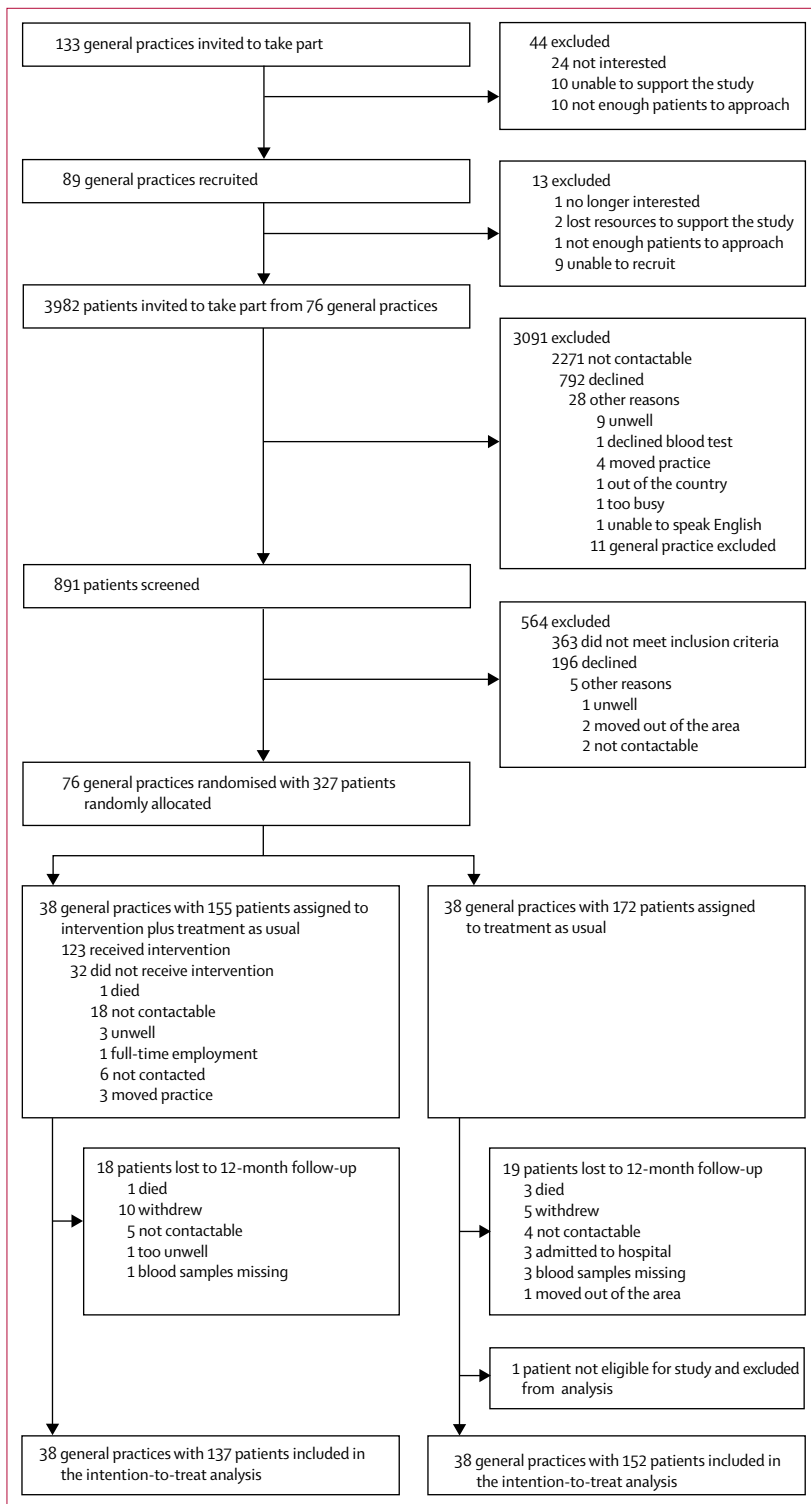 133 general practices invited to take part
44 excluded
24 not interested
10 unable to support the study
10 not enough patients to approach
89 general practices recruited
13 excluded
1 no longer interested
2 lost resources to support the study
1 not enough patients to approach
9 unable to recruit
3982 patients invited to take part from 76 general practices
3091 excluded
2271 not contactable
792 declined
28 other reasons
9 unwell
1 declined blood test
4 moved practice
1 out of the country
1 too busy
1 unable to speak English
11 general practice excluded
891 patients screened
564 excluded
363 did not meet inclusion criteria
196 declined
5 other reasons
1 unwell
2 moved out of the area
2 not contactable
76 general practices randomised with 327 patients
randomly allocated
38 general practices with 155 patients assigned to
intervention plus treatment as usual
123 received intervention
32 did not receive intervention
1 died
18 not contactable
3 unwell
1 full-time employment
6 not contacted
3 moved practice
38 general practices with 172 patients assigned
to treatment as usual
18 patients lost to 12-month follow-up
1 died
10 withdrew
5 not contactable
1 too unwell
1 blood samples missing
19 patients lost to 12-month follow-up
3 died
5 withdrew
4 not contactable
3 admitted to hospital
3 blood samples missing
1 moved out of the area
1 patient not eligible for study and excluded
from analysis
38 general practices with 137 patients included in
the intention-to-treat analysis
38 general practices with 152 patients included in
the intention-to-treat analysis